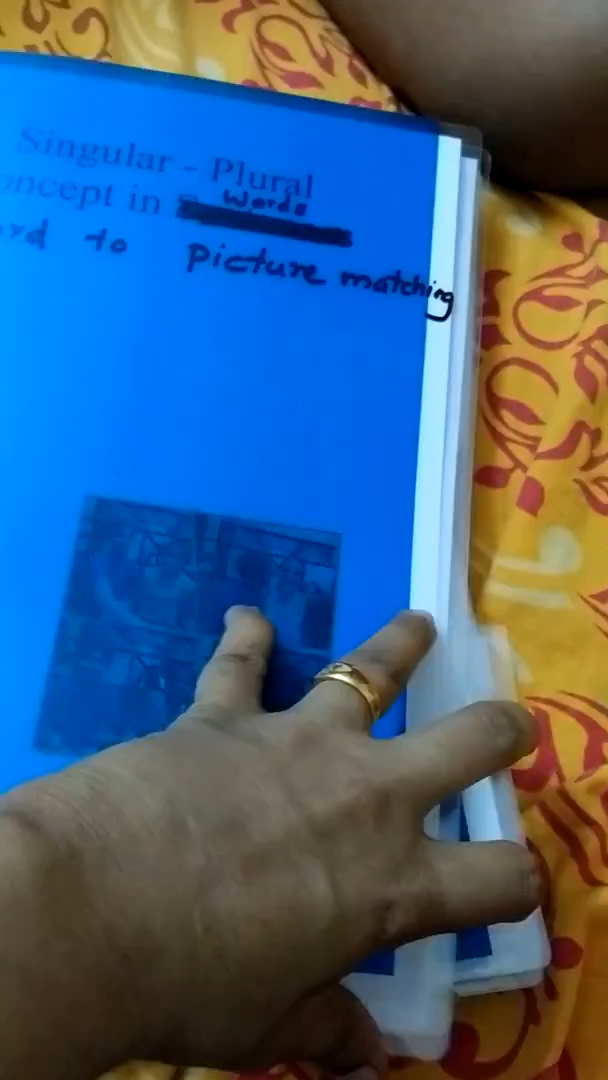 Singular - Plural
oncept in Words
rd to Picture matching